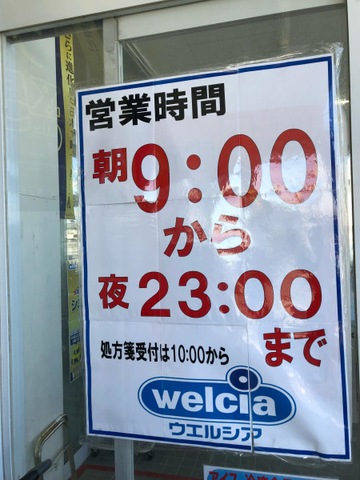 営業時間
朝9:00
から
夜23:00
まで
処方箋受付は10:00から
welcia
ウエルシア